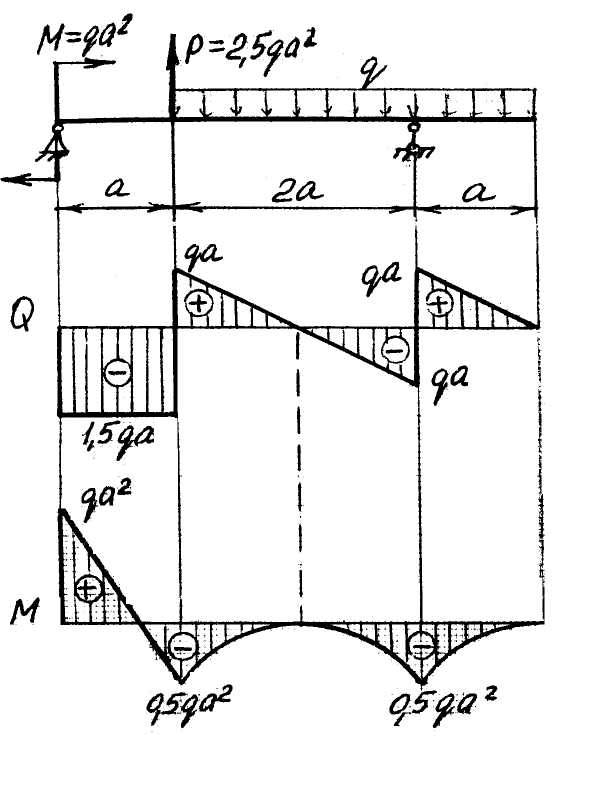 M=qa²
P=2,5qa²
q
a
2a
a
Q
qa
qa
+
+
−
−
qa
1,5qa
qa²
M
+
−
−
0,5qa²
0,5qa²